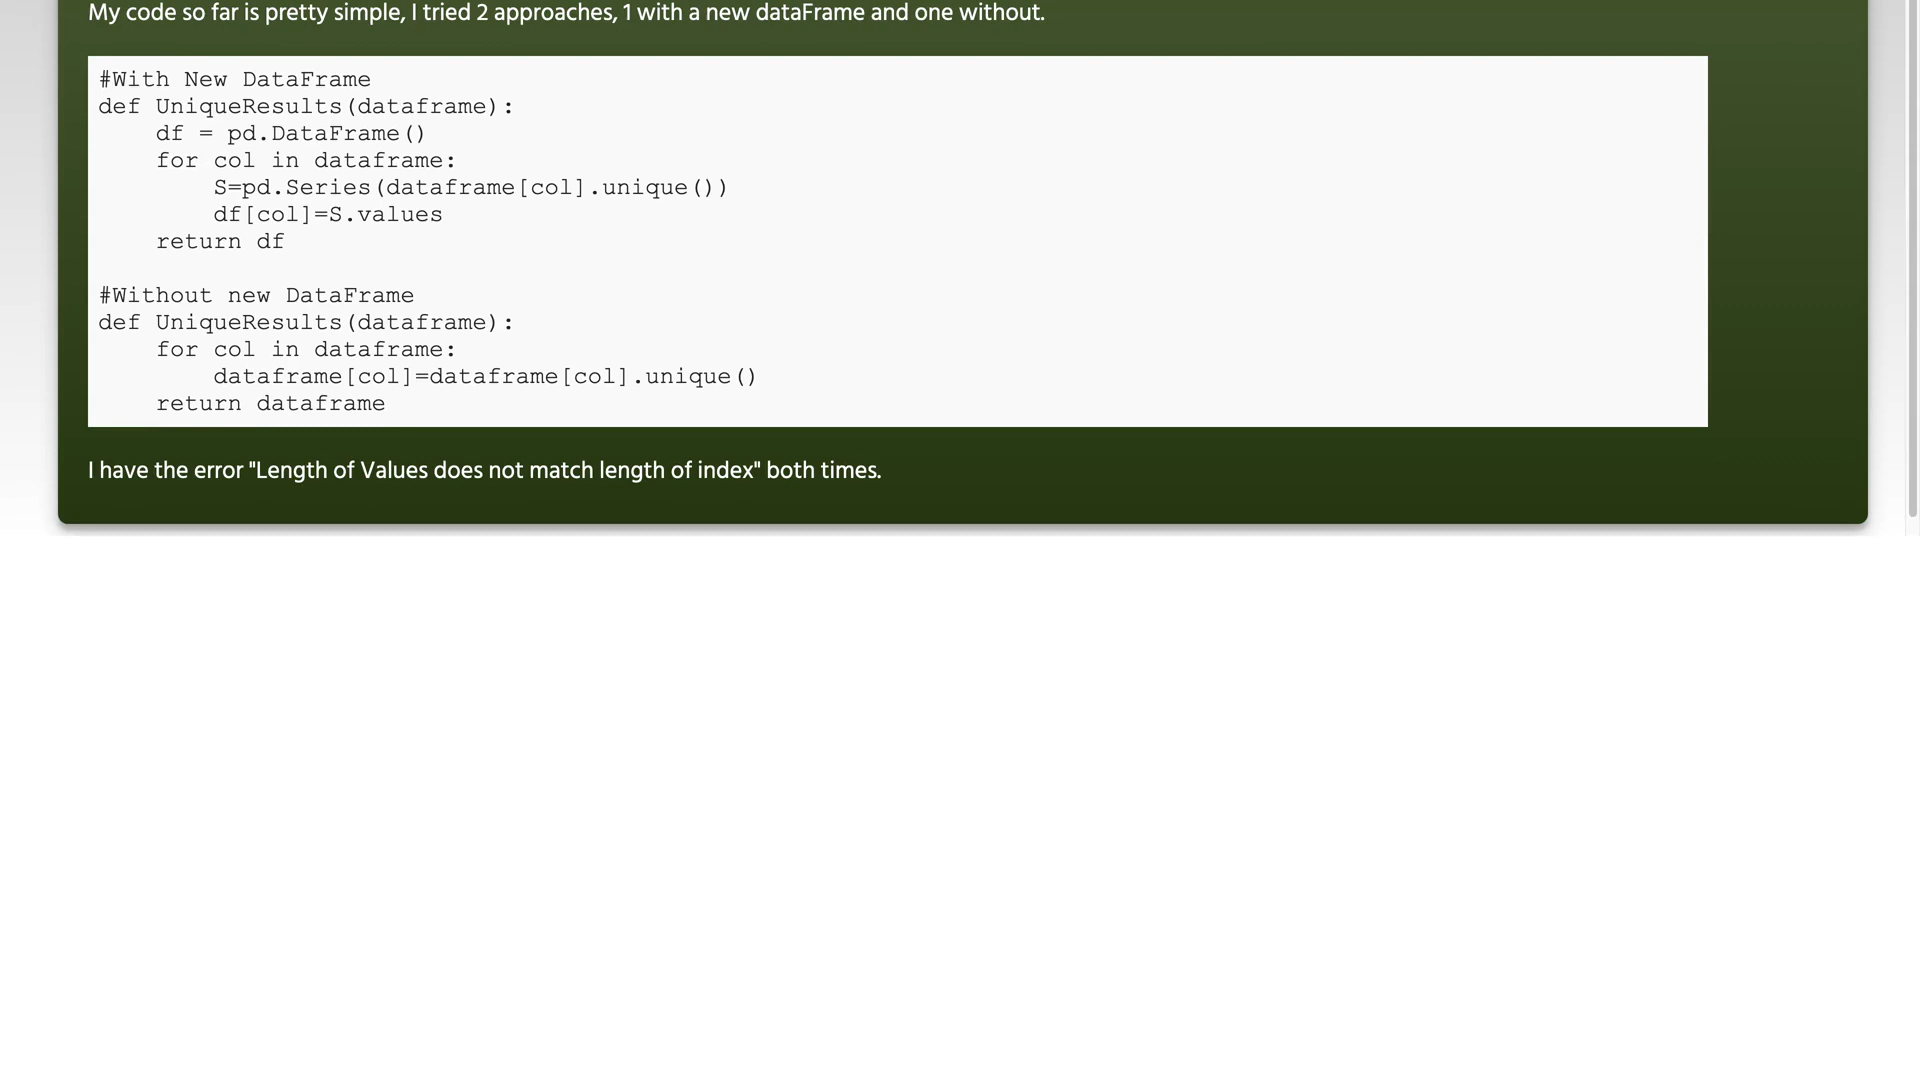 My code so far is pretty simple, I tried 2 approaches, 1 with a new dataFrame and one without.
#With New DataFrame
def UniqueResults(dataframe):
    df = pd.DataFrame()
    for col in dataframe:
        S=pd.Series(dataframe[col].unique())
        df[col]=S.values
    return df

#Without new DataFrame
def UniqueResults(dataframe):
    for col in dataframe:
        dataframe[col]=dataframe[col].unique()
    return dataframe
I have the error "Length of Values does not match length of index" both times.